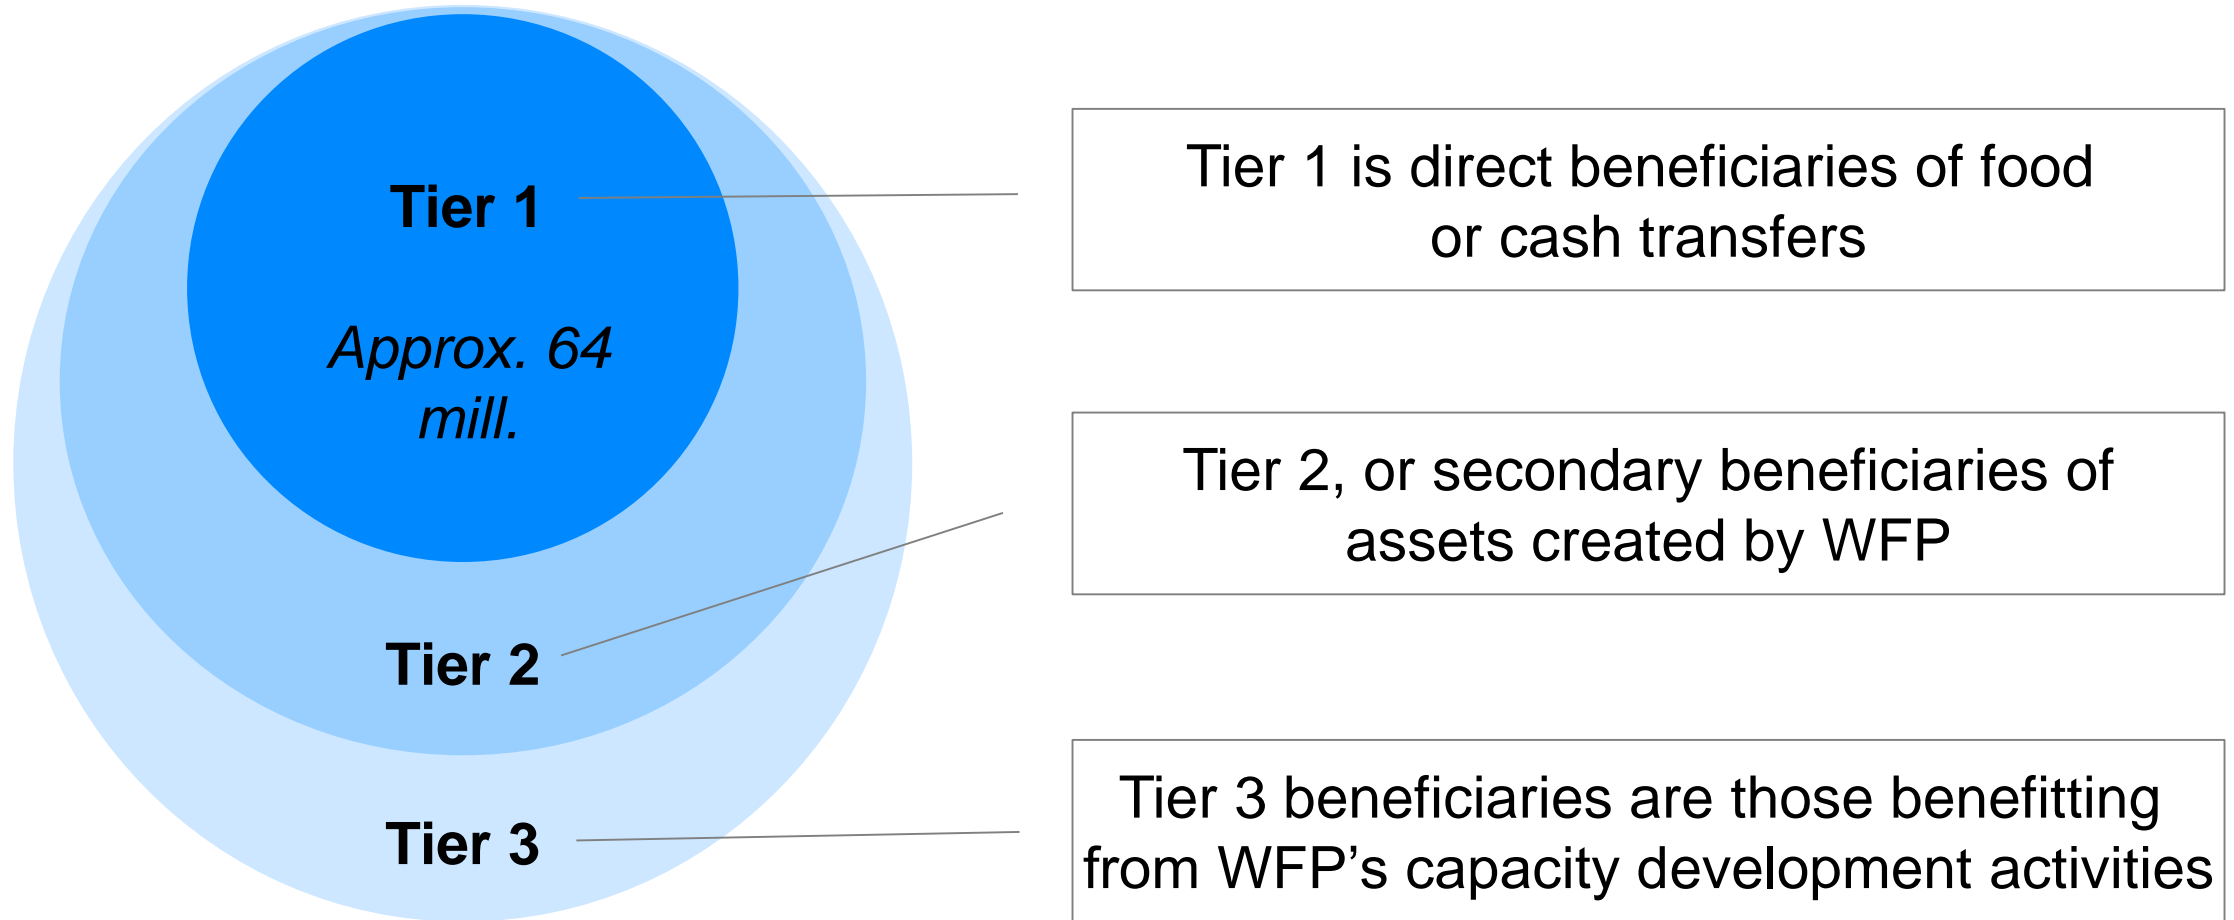 Tier 1
Approx. 64
mill.
Tier 2
Tier 3
Tier 1 is direct beneficiaries of food
or cash transfers
Tier 2, or secondary beneficiaries of
assets created by WFP
Tier 3 beneficiaries are those benefitting
from WFP’s capacity development activities